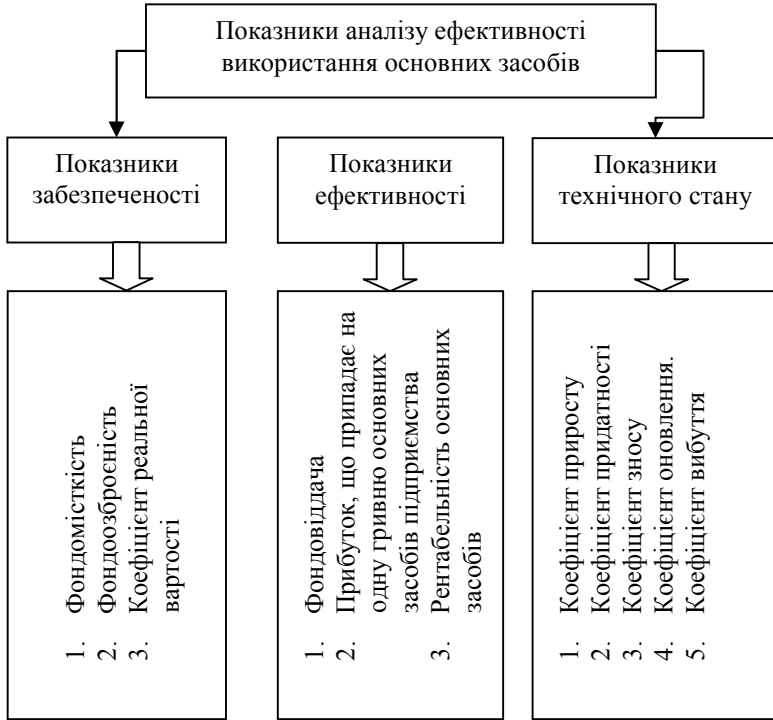 Показники аналізу ефективності
використання основних засобів
Показники
забезпеченості
Показники
ефективності
Показники
технічного стану
1. Фондомісткість
2. Фондоозброєність
3. Коефіцієнт реальної
вартості
1. Фондовіддача
2. Прибуток, що припадає на
одну гривню основних
засобів підприємства
3. Рентабельність основних
засобів
1. Коефіцієнт приросту
2. Коефіцієнт придатності
3. Коефіцієнт зносу
4. Коефіцієнт оновлення.
5. Коефіцієнт вибуття